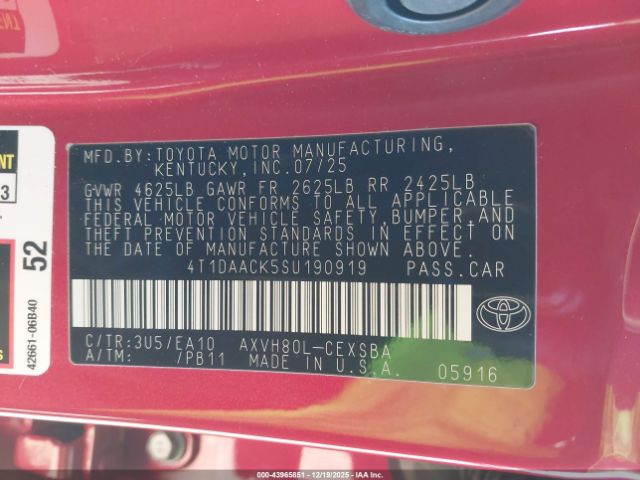 MFD.BY:TOYOTA MOTOR MANUFACTURING,
KENTUCKY,INC.07/25
GVWR 4625LB GAWR FR 2625LB RR 2425LB
THIS VEHICLE CONFORMS TO ALL APPLICABLE
FEDERAL MOTOR VEHICLE SAFETY,BUMPER AND
THEFT PREVENTION STANDARDS IN EFFECT ON
THE DATE OF MANUFACTURE SHOWN ABOVE.
4T1DAACK5SU190919 PASS.CAR
C/TR:3U5/EA10 AXVH80L-CEXSBA
A/TM: /PB11 MADE IN U.S.A. 05916
52
42661-06B40
00-43965851 | 12/19/2025 | IAAI.COM